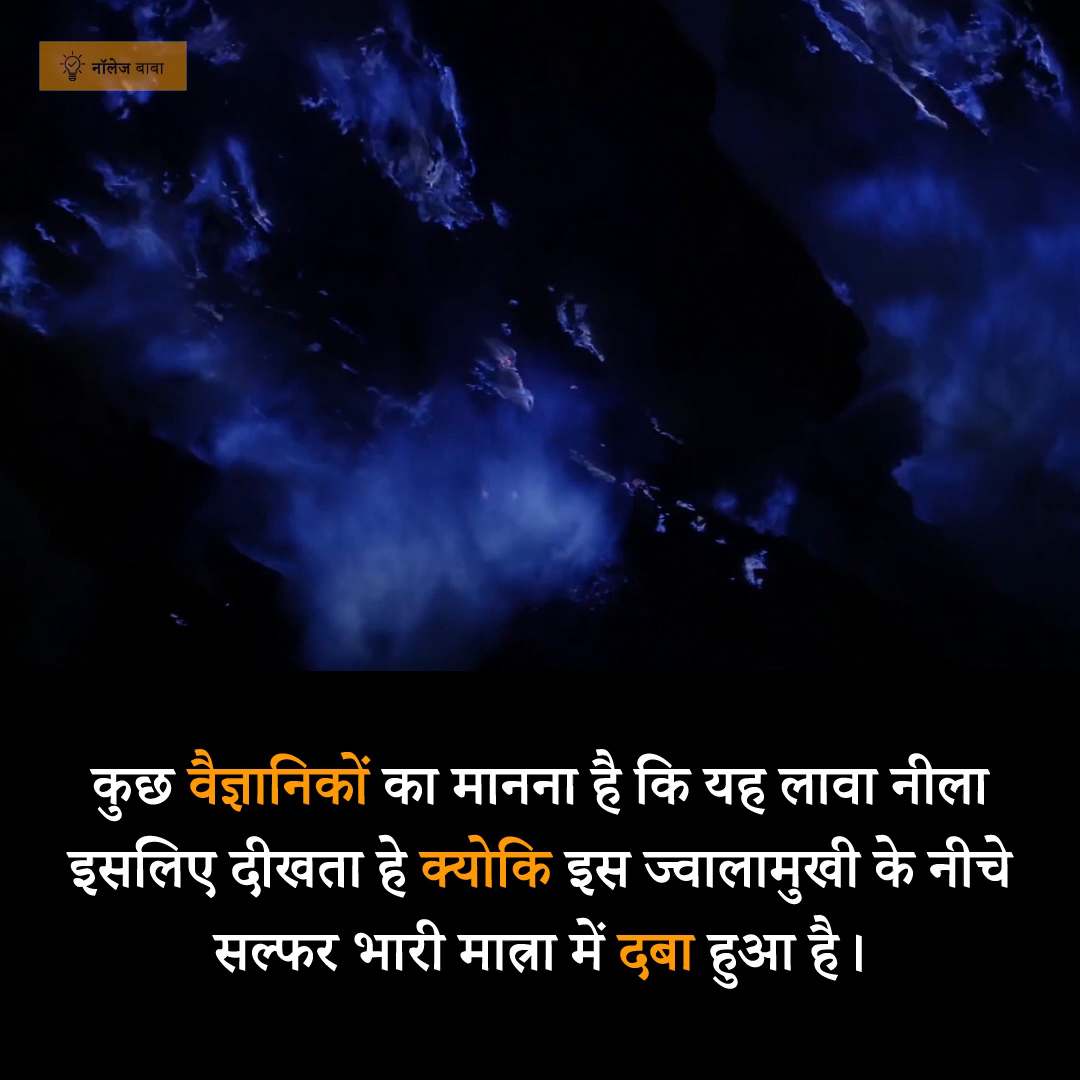 नॉलेज बाबा
कुछ वैज्ञानिकों का मानना है कि यह लावा नीला
इसलिए दीखता हे क्योकि इस ज्वालामुखी के नीचे
सल्फर भारी मात्रा में दबा हुआ है।